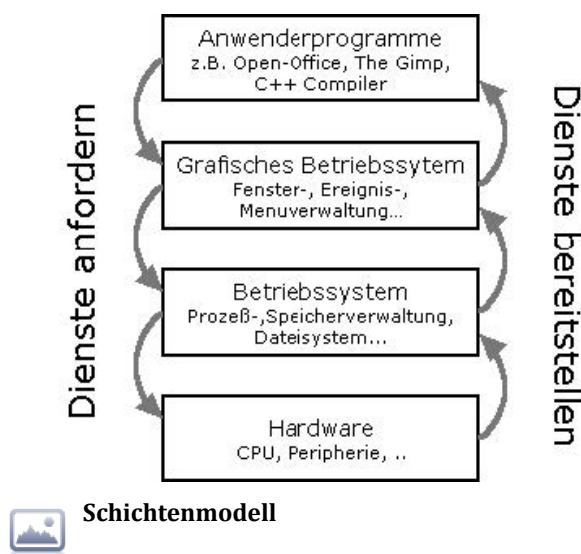 Anwenderprogramme
z.B. Open-Office, The Gimp,
C++ Compiler
Grafisches Betriebssytem
Fenster-, Ereignis-,
Menuverwaltung...
Betriebssystem
Prozeß-,Speicherverwaltung,
Dateisystem...
Hardware
CPU, Peripherie, ..
Dienste anfordern
Dienste bereitstellen
Schichtenmodell